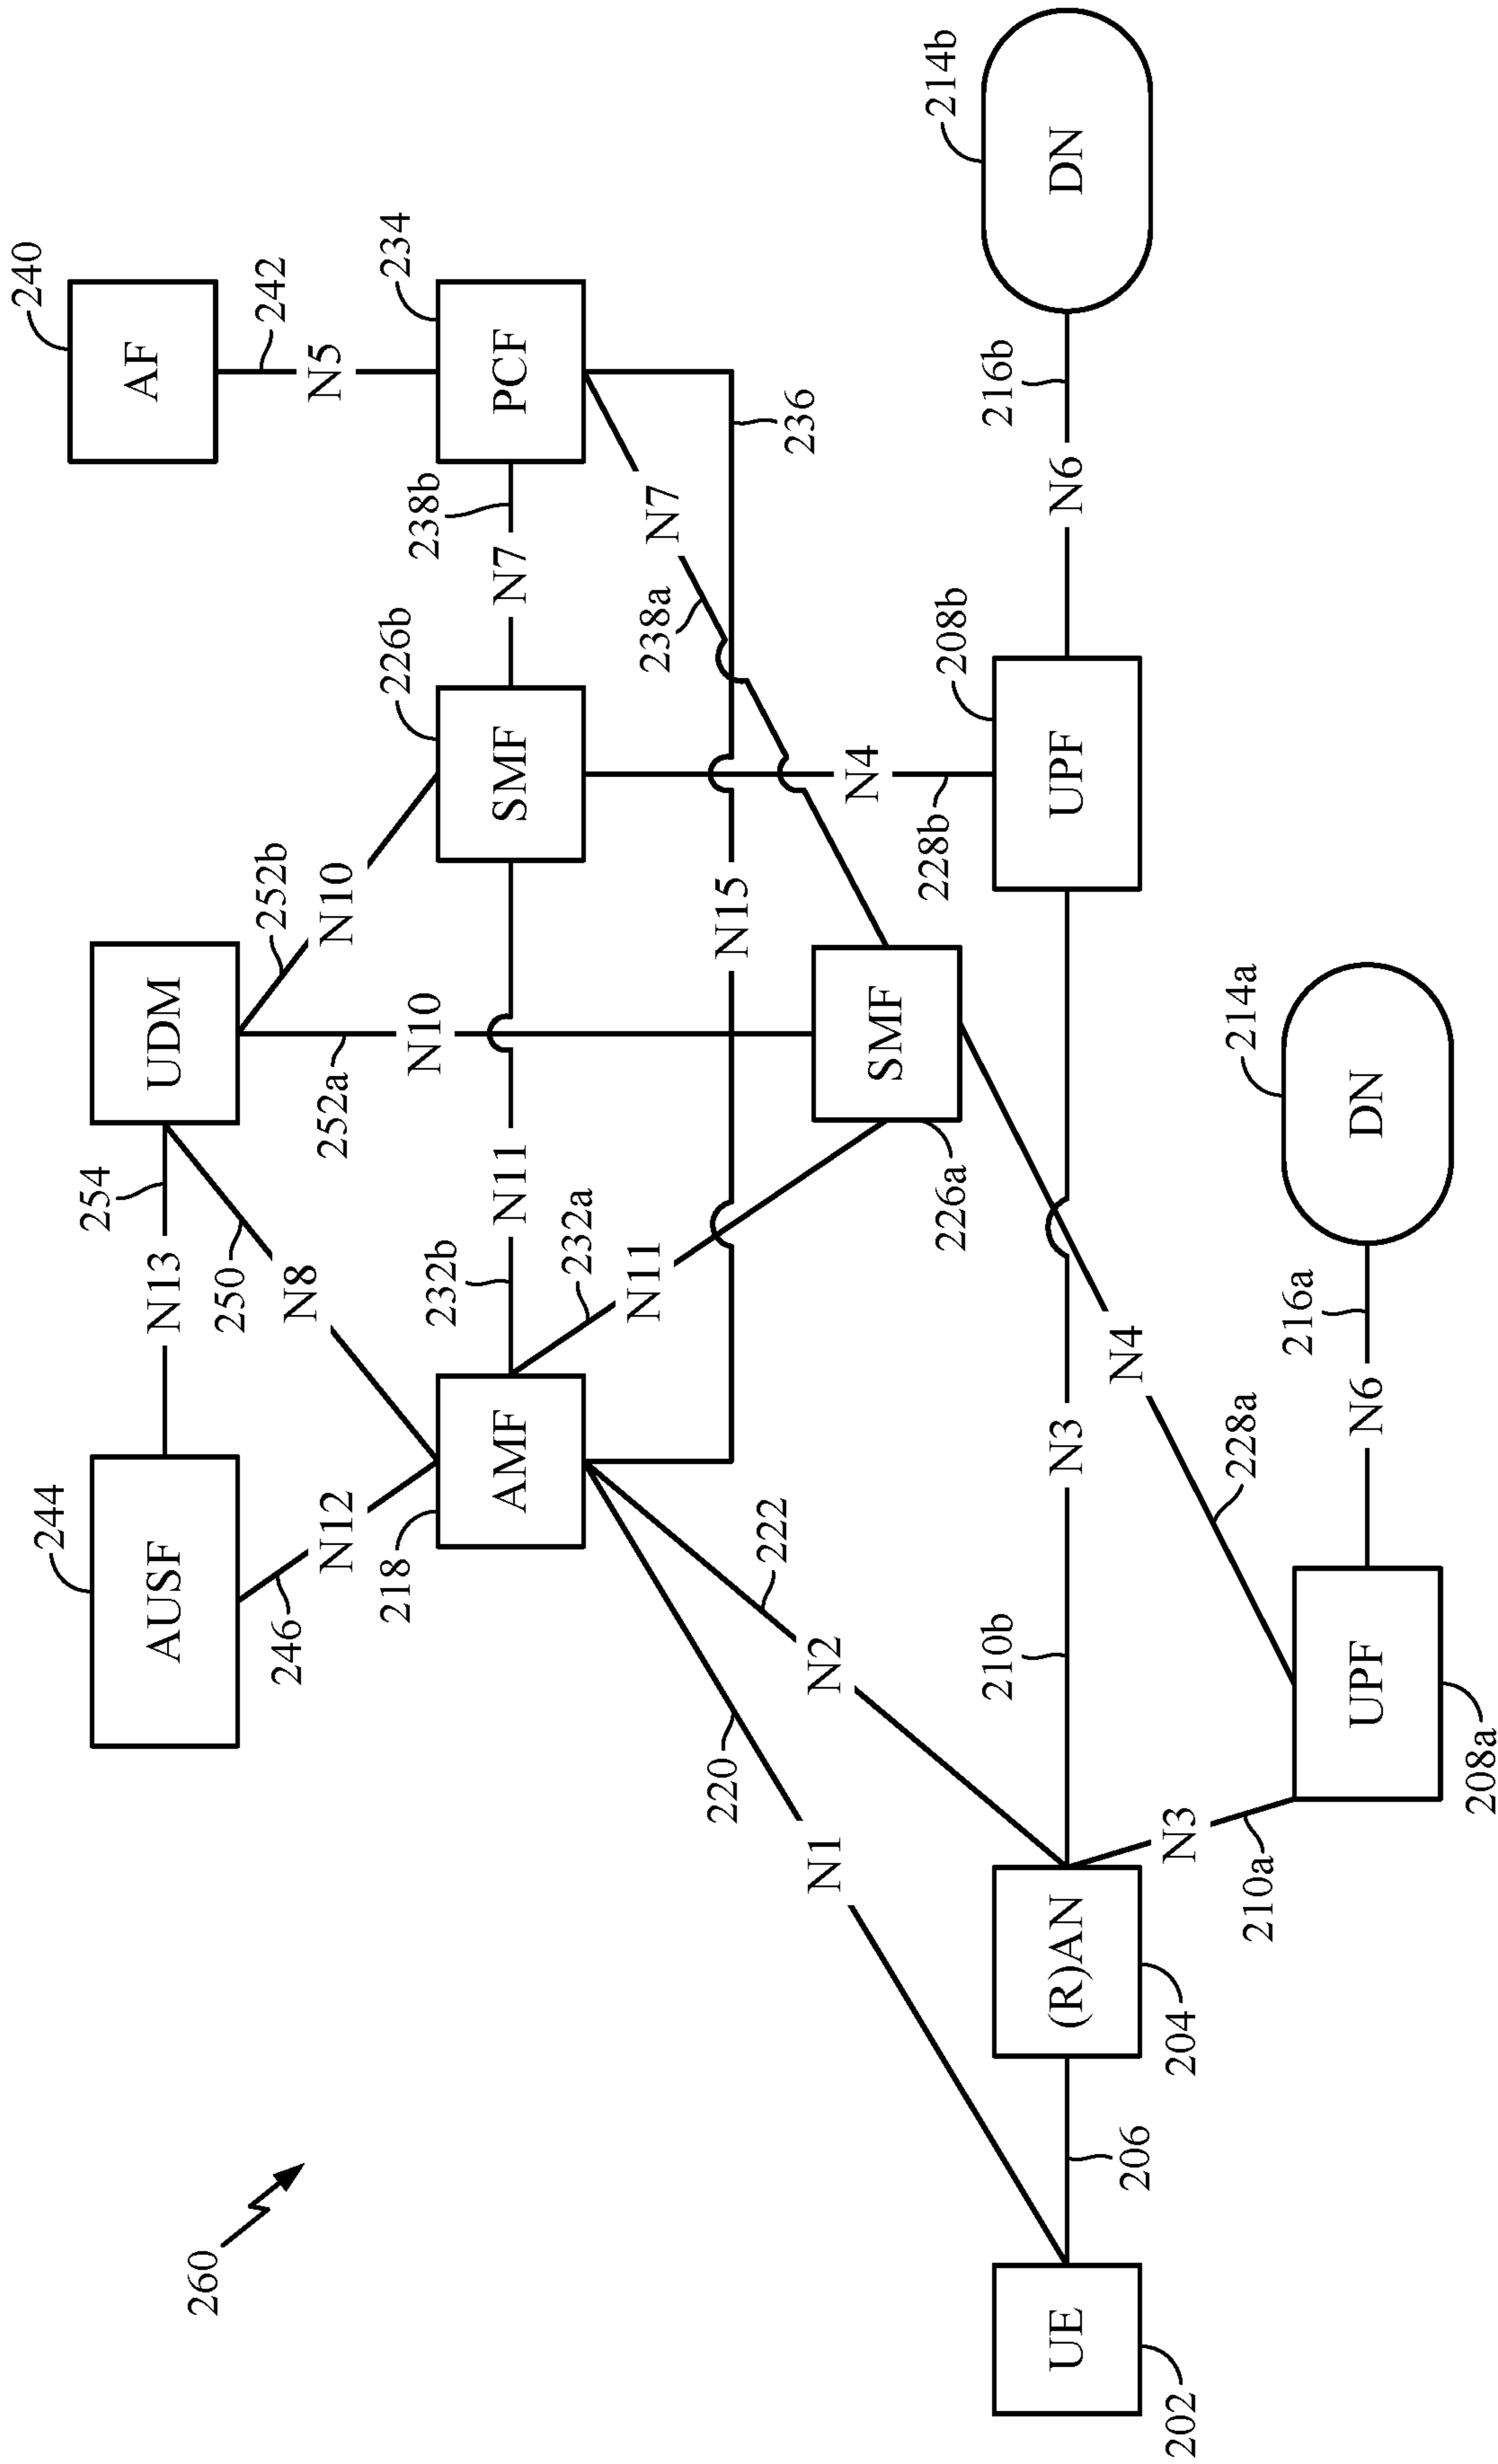 260
244
AUSF
N13
254
UDM
240
AF
246
N12
250
N8
252a
N10
252b
N10
242
N5
218
AMF
232b
N11
226b
SMF
238b
N7
234
PCF
232a
N11
N15
238a
N7
236
220
N1
222
N2
226a
SMF
228b
N4
202
UE
206
204
(R)AN
210b
N3
208b
UPF
216b
N6
214b
DN
210a
N3
228a
N4
208a
UPF
216a
N6
214a
DN